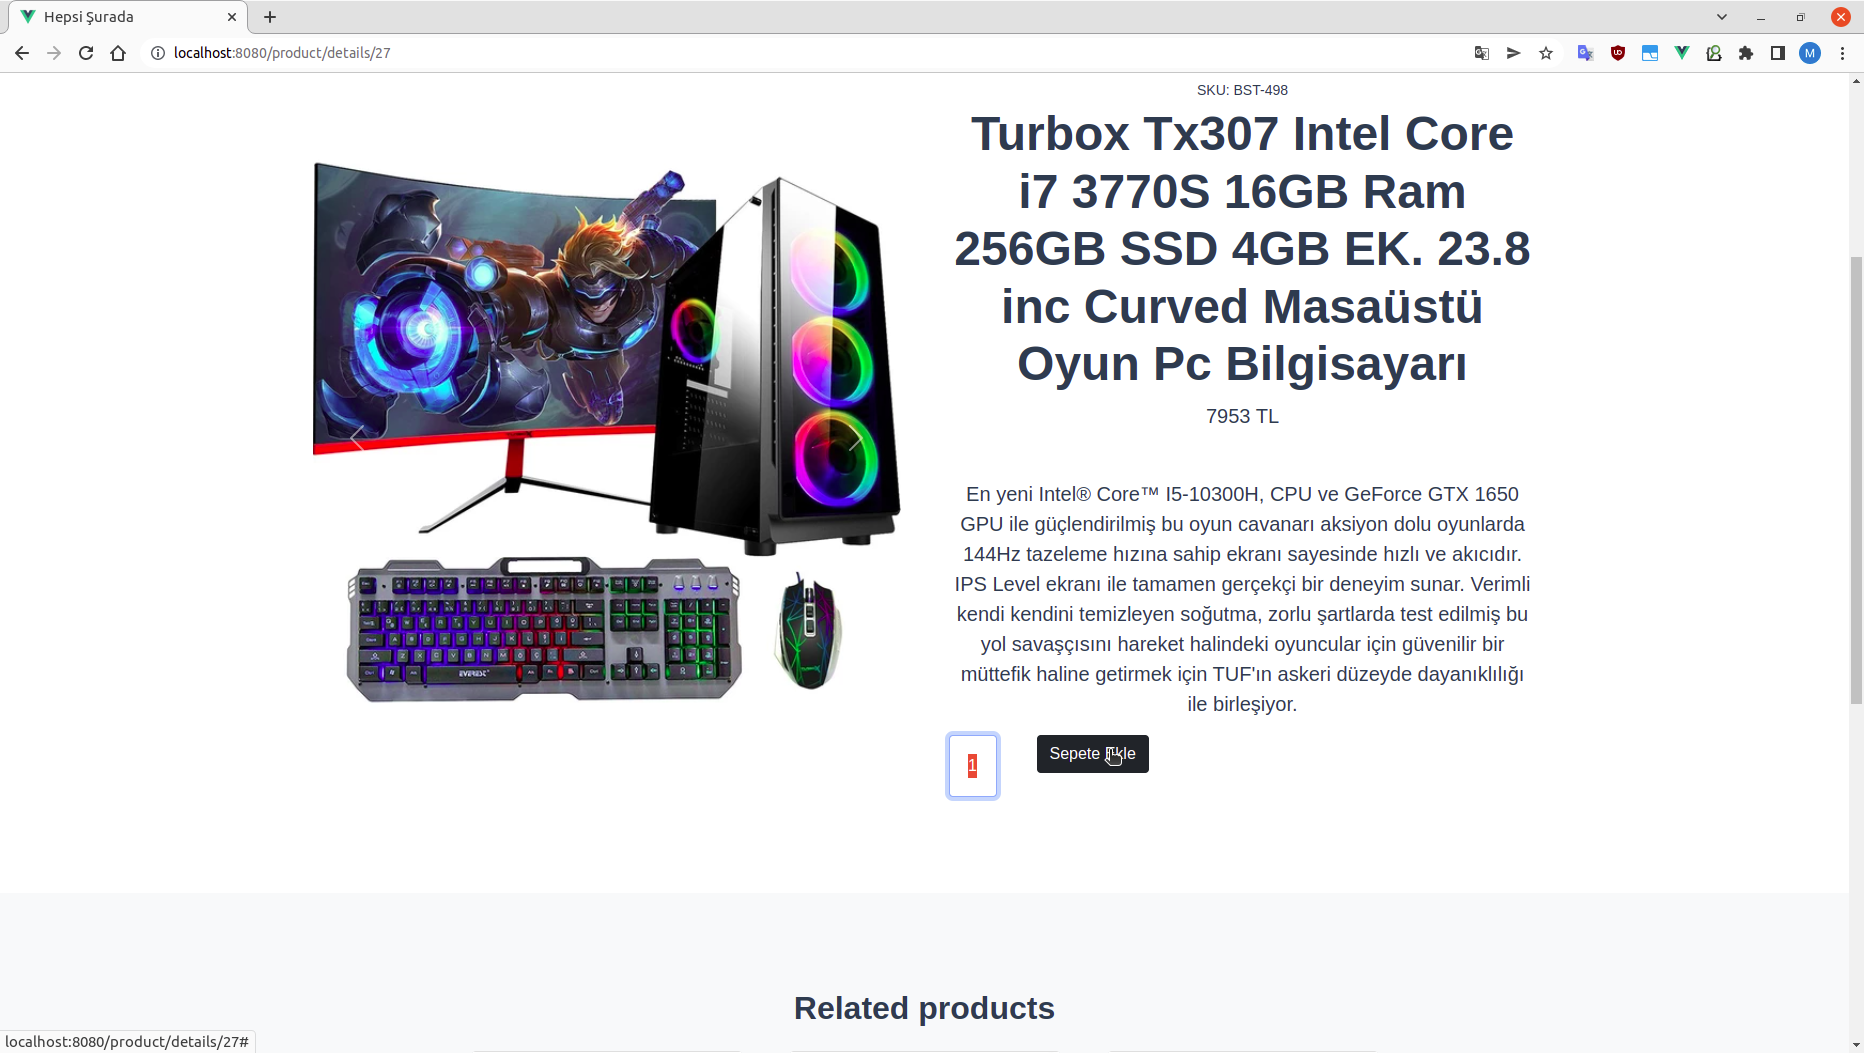 Hepsi Şurada
localhost:8080/product/details/27
M
SKU: BST-498
Turbox Tx307 Intel Core
i7 3770S 16GB Ram
256GB SSD 4GB EK. 23.8
inc Curved Masaüstü
Oyun Pc Bilgisayarı
7953 TL
En yeni Intel® Core™ I5-10300H, CPU ve GeForce GTX 1650
GPU ile güçlendirilmiş bu oyun cavanarı aksiyon dolu oyunlarda
144Hz tazeleme hızına sahip ekranı sayesinde hızlı ve akıcıdır.
IPS Level ekranı ile tamamen gerçekçi bir deneyim sunar. Verimli
kendi kendini temizleyen soğutma, zorlu şartlarda test edilmiş bu
yol savaşçısını hareket halindeki oyuncular için güvenilir bir
müttefik haline getirmek için TUF'ın askeri düzeyde dayanıklılığı
ile birleşiyor.
EVEREST
1
Sepete Ekle
Related products
localhost:8080/product/details/27#